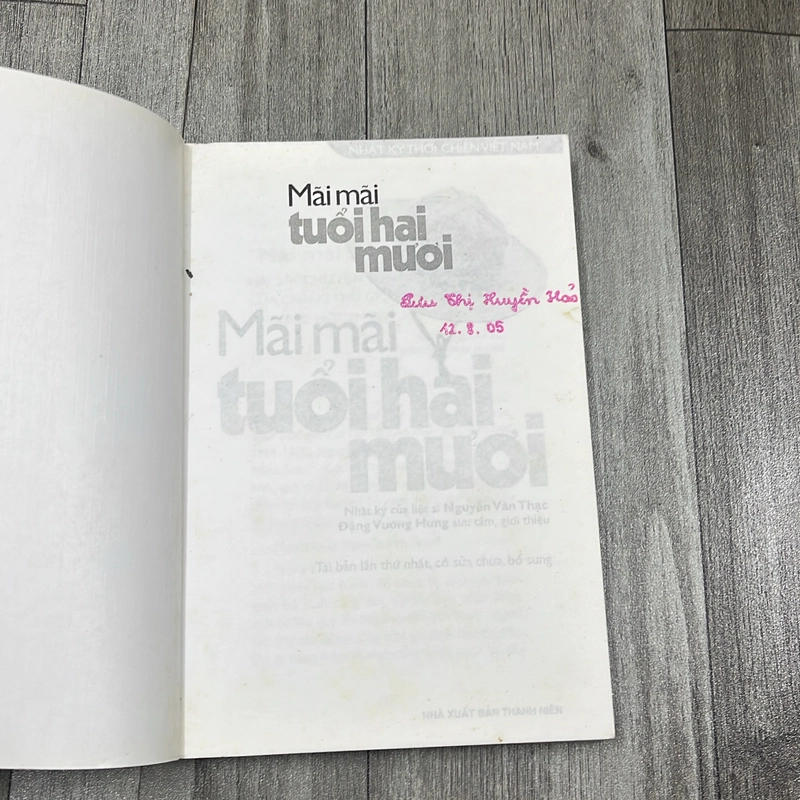 NHẬT KÝ THỜI CHIẾN VIỆT NAM
Mãi mãi
tuổi hai
mươi
Lưu Thị Huyền Hảo
12.8.05
Mãi mãi
tuổi hai
mươi
Nhật ký của liệt sĩ Nguyễn Văn Thạc
Đặng Vương Hưng sưu tầm, giới thiệu
Tái bản lần thứ nhất, có sửa chữa, bổ sung
NHÀ XUẤT BẢN THANH NIÊN